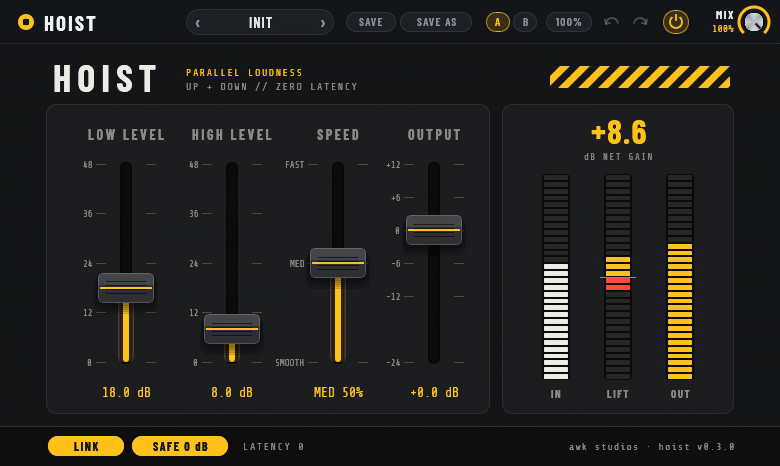 HOIST
‹ INIT ›
SAVE
SAVE AS
A
B
100%
MIX
100%
HOIST
PARALLEL LOUDNESS
UP + DOWN // ZERO LATENCY
LOW LEVEL
HIGH LEVEL
SPEED
OUTPUT
48
36
24
12
0
48
36
24
12
0
FAST
MED
SMOOTH
+12
+6
0
-6
-12
-24
18.0 dB
8.0 dB
MED 50%
+0.0 dB
+8.6
dB NET GAIN
IN
LIFT
OUT
LINK
SAFE 0 dB
LATENCY 0
awk studios · hoist v0.3.0